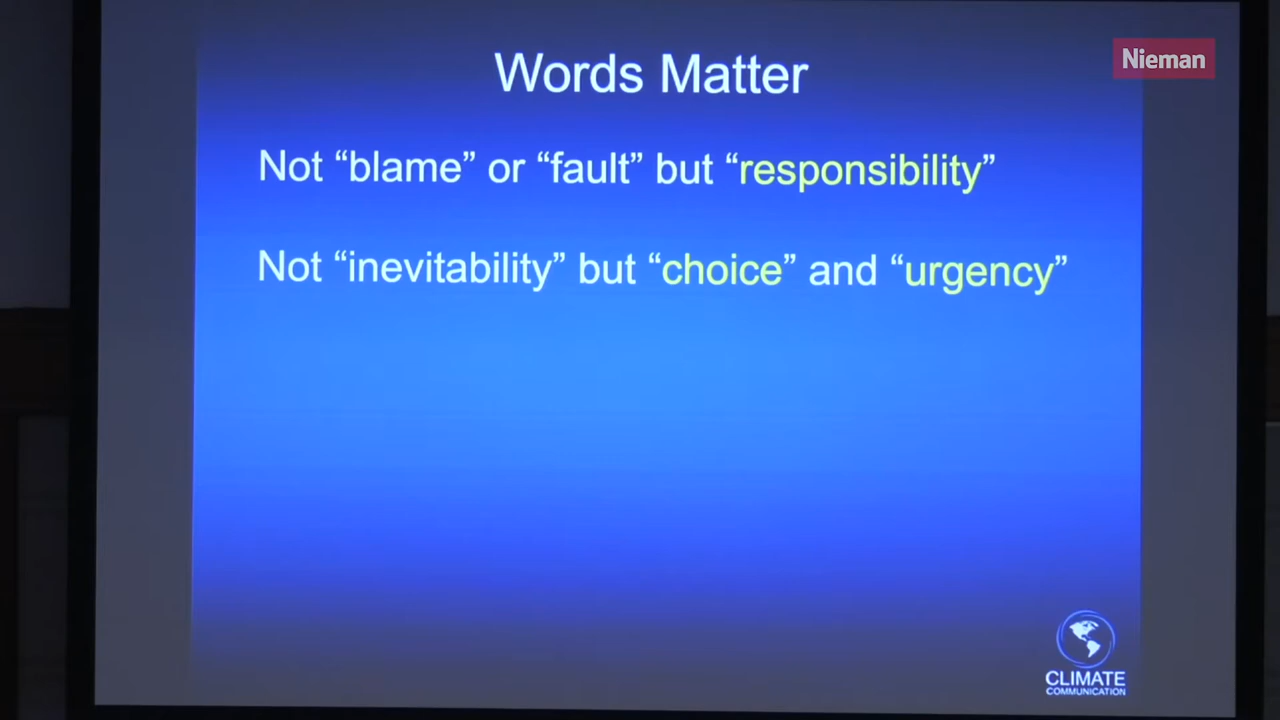 Words Matter
Nieman
Not “blame” or “fault” but “responsibility”
Not “inevitability” but “choice” and “urgency”
CLIMATE
COMMUNICATION